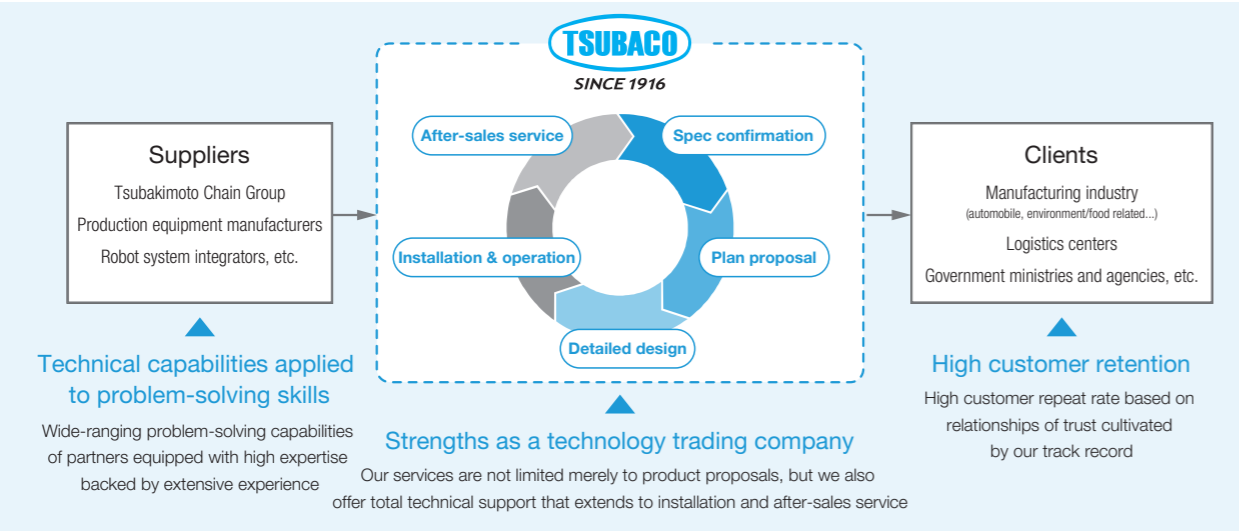 TSUBACO
SINCE 1916
Suppliers
Tsubakimoto Chain Group
Production equipment manufacturers
Robot system integrators, etc.
After-sales service
Spec confirmation
Installation & operation
Plan proposal
Detailed design
Clients
Manufacturing industry
(automobile, environment/food related...)
Logistics centers
Government ministries and agencies, etc.
Technical capabilities applied
to problem-solving skills
Wide-ranging problem-solving capabilities
of partners equipped with high expertise
backed by extensive experience
Strengths as a technology trading company
Our services are not limited merely to product proposals, but we also
offer total technical support that extends to installation and after-sales service
High customer retention
High customer repeat rate based on
relationships of trust cultivated
by our track record